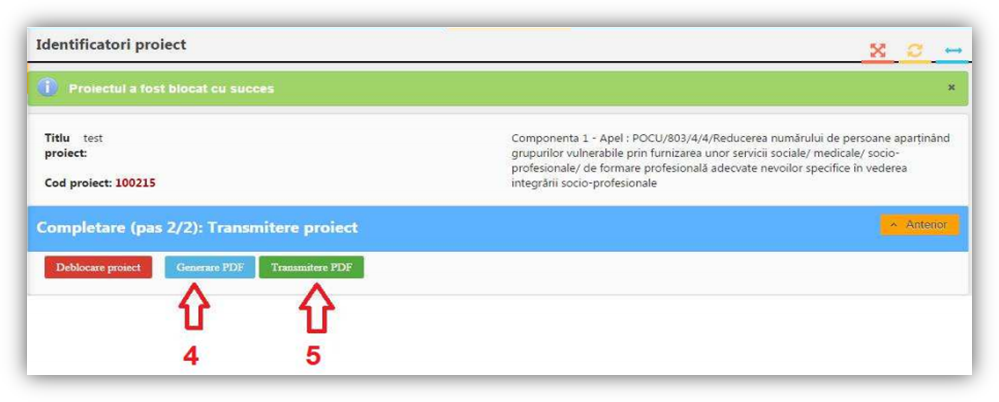 Identificatori proiect
Proiectul a fost blocat cu succes
×
Titlu test
proiect:
Cod proiect: 100215
Componenta 1 - Apel : POCU/803/4/4/Reducerea numărului de persoane aparținând
grupurilor vulnerabile prin furnizarea unor servicii sociale/ medicale/ socio-
profesionale/ de formare profesională adecvate nevoilor specifice în vederea
integrării socio-profesionale
Completare (pas 2/2): Transmitere proiect
Anterior
Deblocare proiect Generare PDF Transmitere PDF
4 5